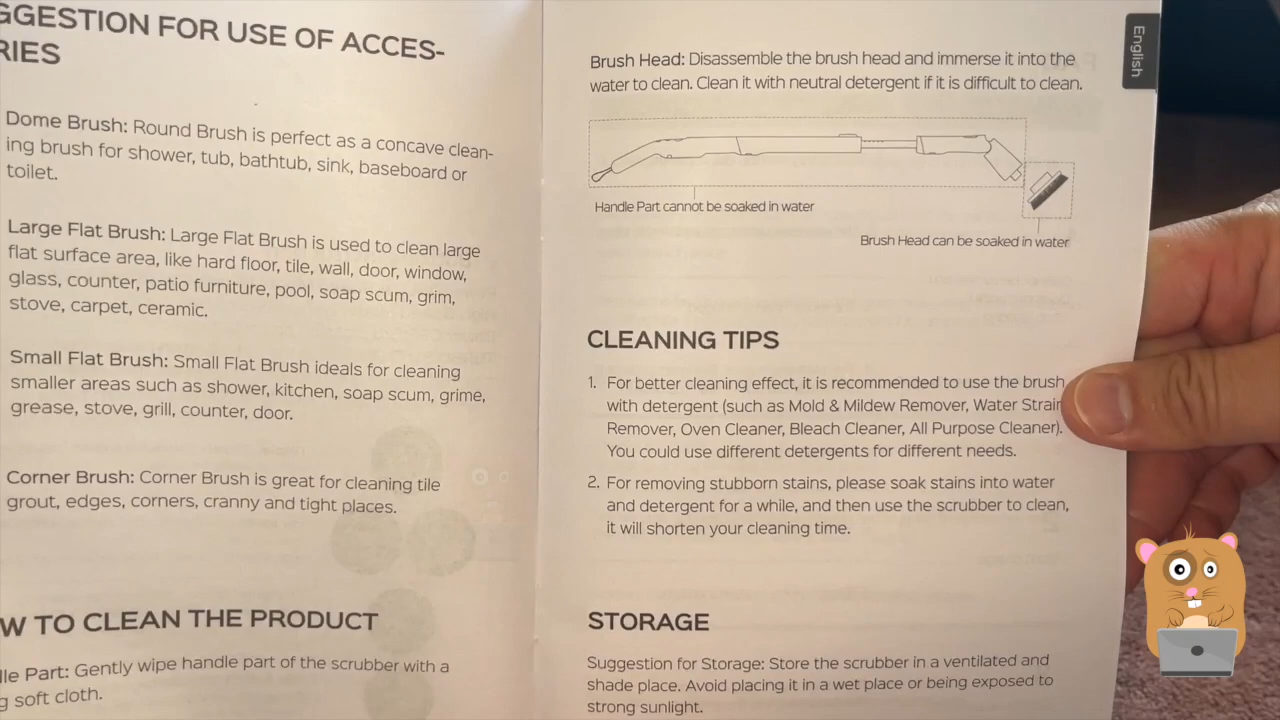 GGESTION FOR USE OF ACCES-
RIES
Dome Brush: Round Brush is perfect as a concave clean-
ing brush for shower, tub, bathtub, sink, baseboard or
toilet.
Large Flat Brush: Large Flat Brush is used to clean large
flat surface area, like hard floor, tile, wall, door, window,
glass, counter, patio furniture, pool, soap scum, grim,
stove, carpet, ceramic.
Small Flat Brush: Small Flat Brush ideals for cleaning
smaller areas such as shower, kitchen, soap scum, grime,
grease, stove, grill, counter, door.
Corner Brush: Corner Brush is great for cleaning tile
grout, edges, corners, cranny and tight places.
W TO CLEAN THE PRODUCT
lle Part: Gently wipe handle part of the scrubber with a
g soft cloth.
English
Brush Head: Disassemble the brush head and immerse it into the
water to clean. Clean it with neutral detergent if it is difficult to clean.
Handle Part cannot be soaked in water
Brush Head can be soaked in water
CLEANING TIPS
1. For better cleaning effect, it is recommended to use the brush
with detergent (such as Mold & Mildew Remover, Water Strain
Remover, Oven Cleaner, Bleach Cleaner, All Purpose Cleaner).
You could use different detergents for different needs.
2. For removing stubborn stains, please soak stains into water
and detergent for a while, and then use the scrubber to clean,
it will shorten your cleaning time.
STORAGE
Suggestion for Storage: Store the scrubber in a ventilated and
shade place. Avoid placing it in a wet place or being exposed to
strong sunlight.